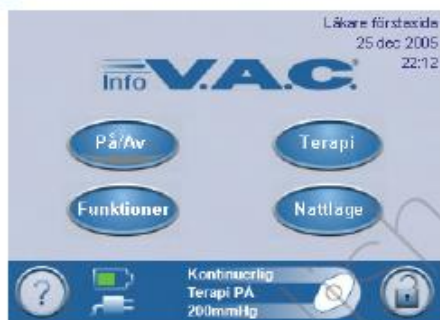 Läkare förstasida
25 dec 2005
22:12
Info V.A.C.
På/Av
Terapi
Funktioner
Nattläge
?
Kontinuerlig
Terapi PÅ
200mmHg